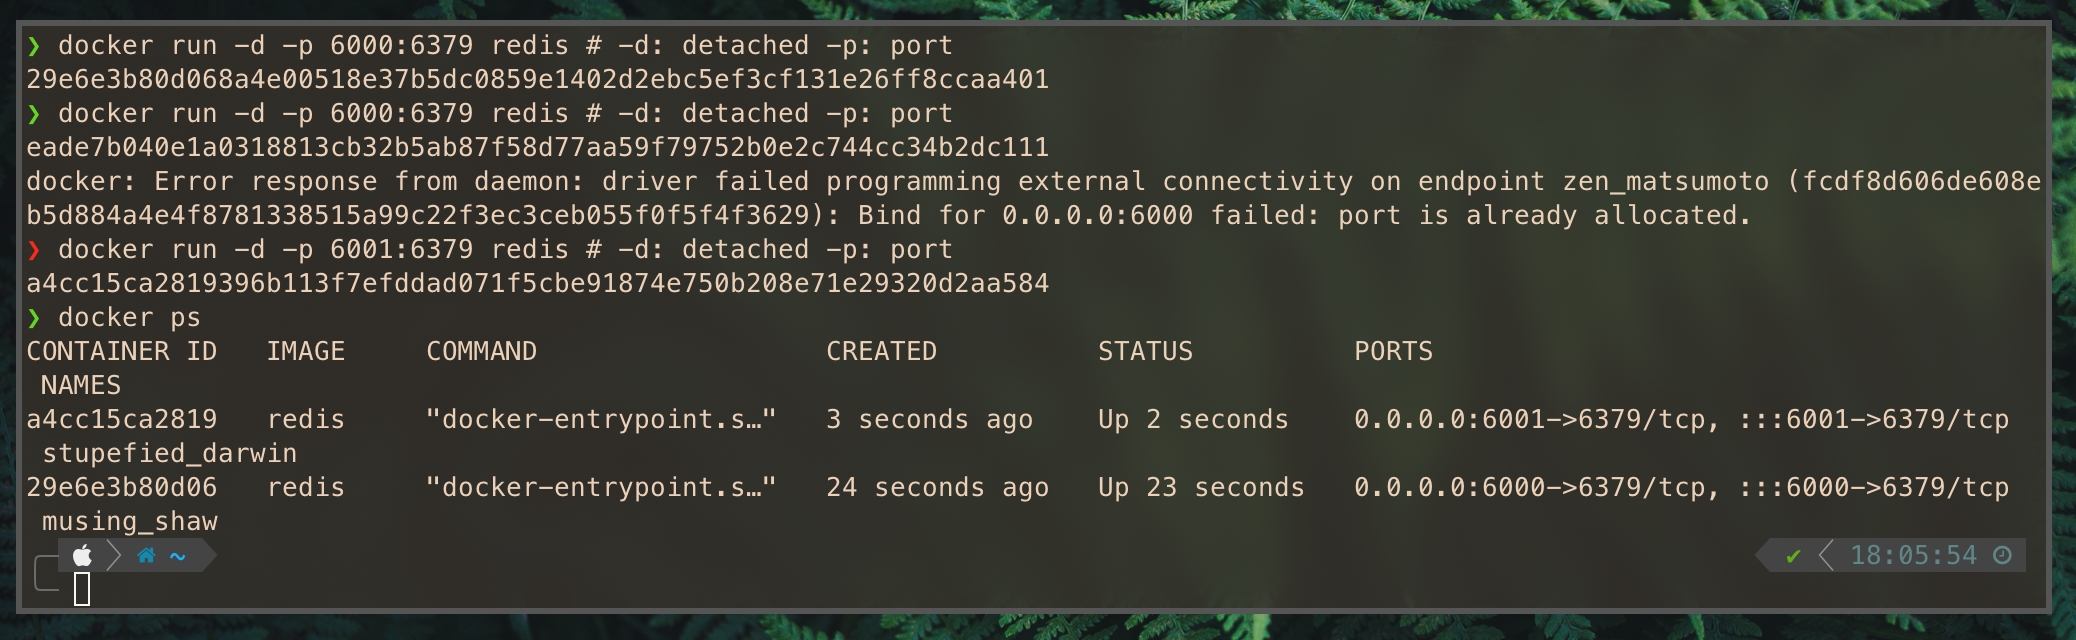 ❯ docker run -d -p 6000:6379 redis # -d: detached -p: port
29e6e3b80d068a4e00518e37b5dc0859e1402d2ebc5ef3cf131e26ff8ccaa401
❯ docker run -d -p 6000:6379 redis # -d: detached -p: port
eade7b040e1a0318813cb32b5ab87f58d77aa59f79752b0e2c744cc34b2dc111
docker: Error response from daemon: driver failed programming external connectivity on endpoint zen_matsumoto (fcdf8d606de608e
b5d884a4e4f8781338515a99c22f3ec3ceb055f0f5f4f3629): Bind for 0.0.0.0:6000 failed: port is already allocated.
❯ docker run -d -p 6001:6379 redis # -d: detached -p: port
a4cc15ca2819396b113f7efddad071f5cbe91874e750b208e71e29320d2aa584
❯ docker ps
CONTAINER ID   IMAGE     COMMAND                  CREATED          STATUS          PORTS
 NAMES
a4cc15ca2819   redis     "docker-entrypoint.s…"   3 seconds ago    Up 2 seconds    0.0.0.0:6001->6379/tcp, :::6001->6379/tcp
 stupefied_darwin
29e6e3b80d06   redis     "docker-entrypoint.s…"   24 seconds ago   Up 23 seconds   0.0.0.0:6000->6379/tcp, :::6000->6379/tcp
 musing_shaw
~ ✔ 18:05:54